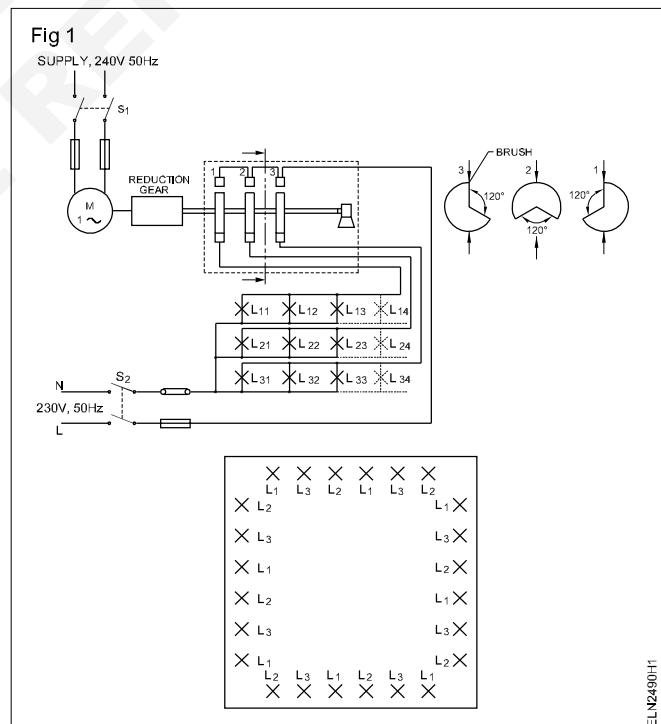 Fig 1
SUPPLY, 240V 50Hz
S1
REDUCTION
GEAR
M
1
1 2 3
BRUSH
3 2 1
120° 120° 120°
L11 L12 L13 L14
L21 L22 L23 L24
L31 L32 L33 L34
N
S2
230V, 50Hz
L
L1 L3 L2 L1 L3 L2
L2 L1
L3 L3
L1 L2
L2 L1
L3 L3
L1 L2
L2 L3 L1 L2 L3 L1
ELN2490H1